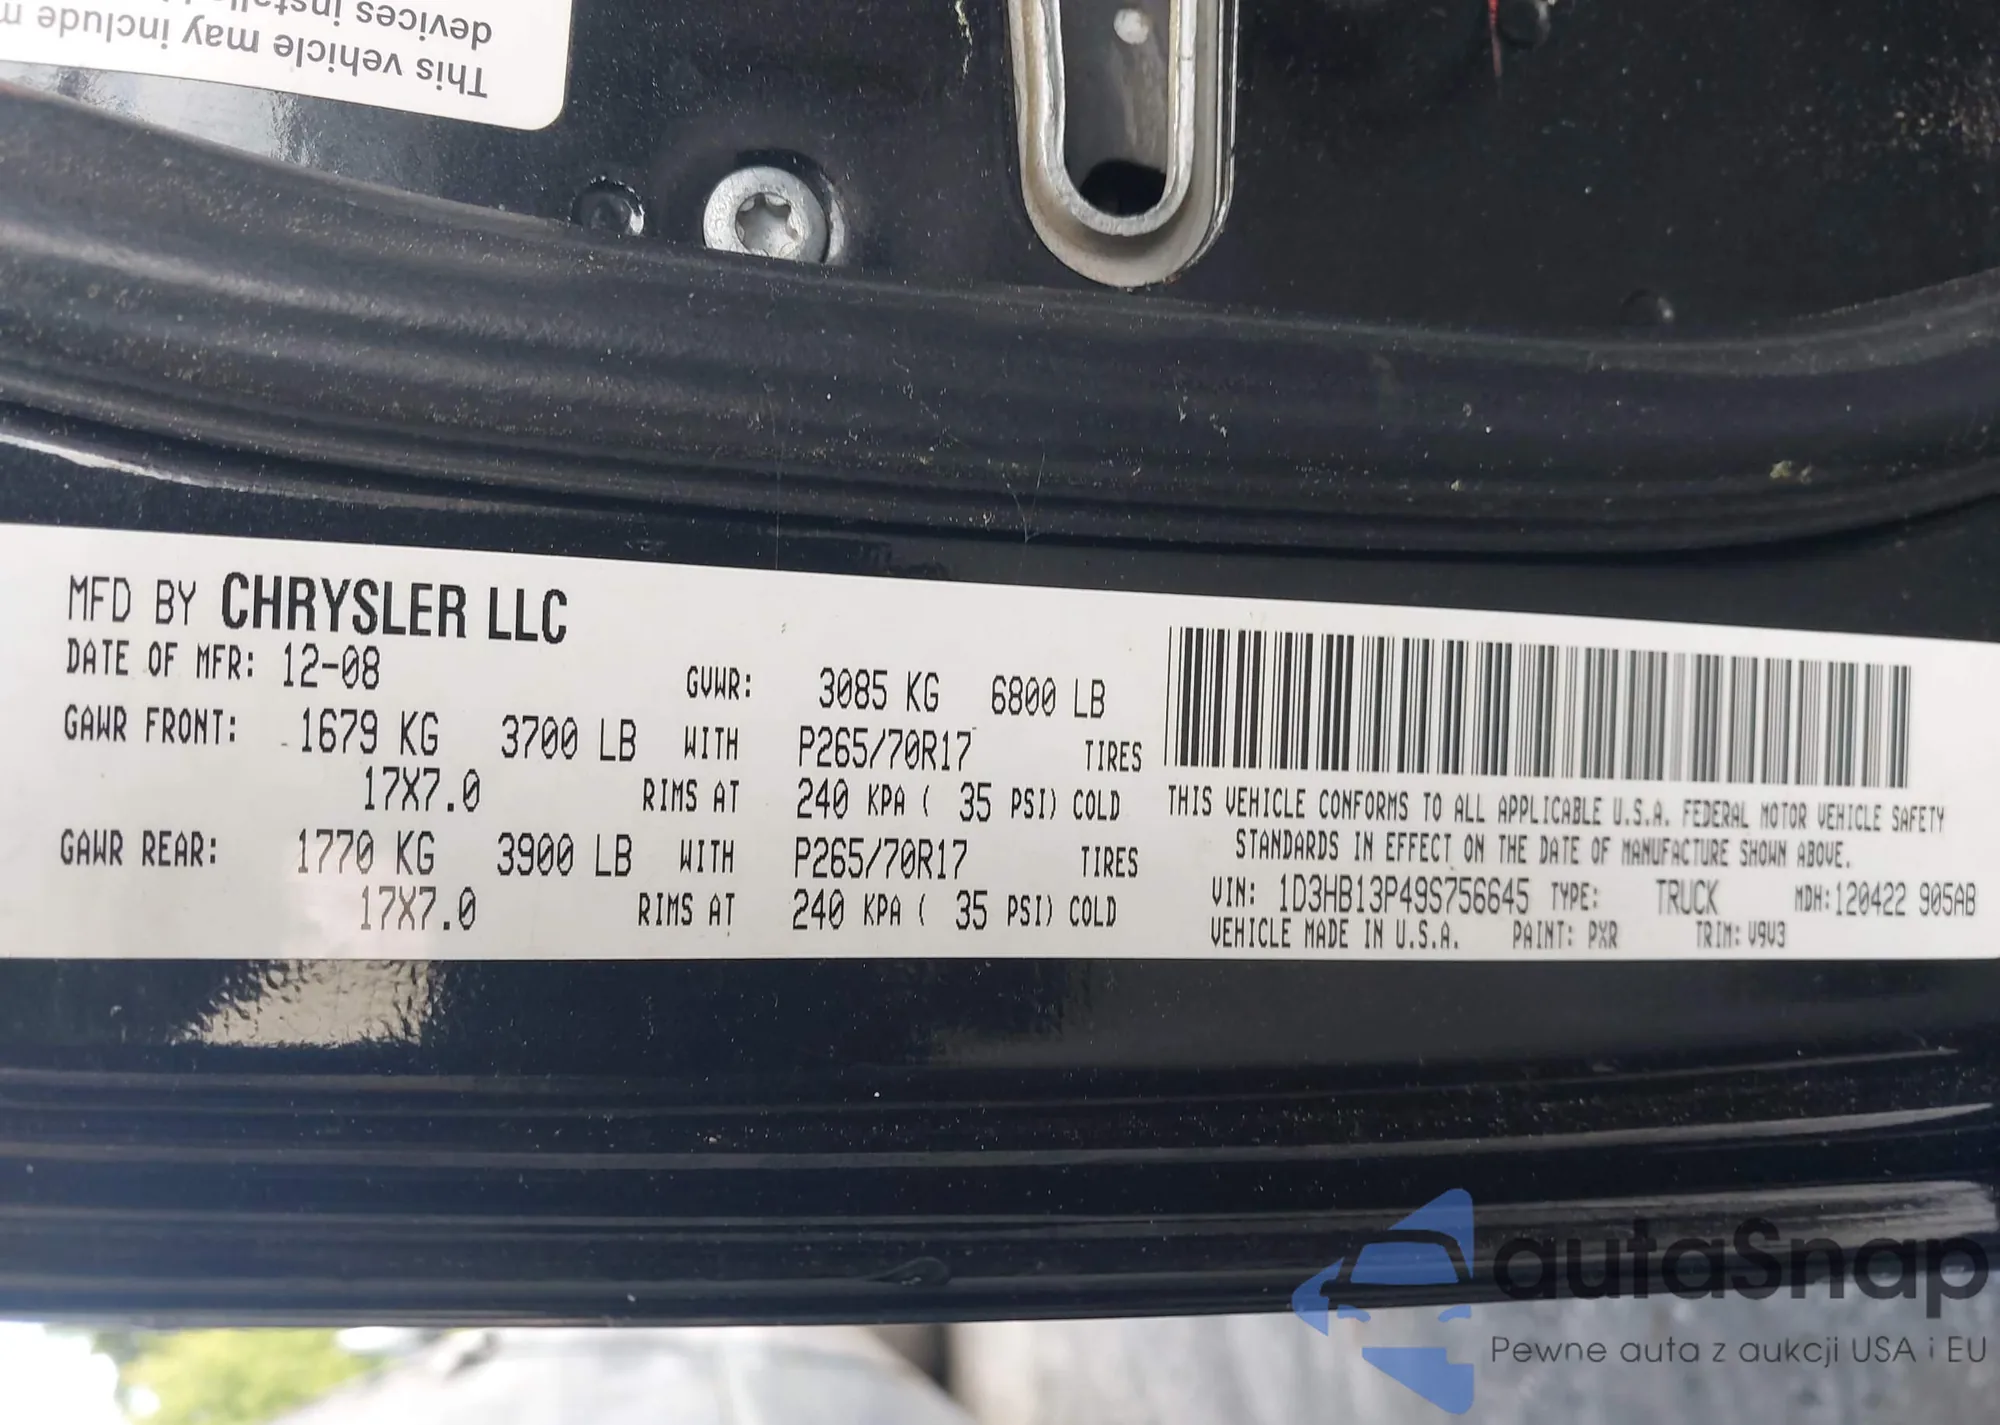 This vehicle may include m
devices
MFD BY CHRYSLER LLC
DATE OF MFR: 12-08 GVWR: 3085 KG 6800 LB
GAWR FRONT: 1679 KG 3700 LB WITH P265/70R17 TIRES
17X7.0 RIMS AT 240 KPA ( 35 PSI) COLD
GAWR REAR: 1770 KG 3900 LB WITH P265/70R17 TIRES
17X7.0 RIMS AT 240 KPA ( 35 PSI) COLD
THIS VEHICLE CONFORMS TO ALL APPLICABLE U.S.A. FEDERAL MOTOR VEHICLE SAFETY
STANDARDS IN EFFECT ON THE DATE OF MANUFACTURE SHOWN ABOVE.
VIN: 1D3HB13P49S756645 TYPE: TRUCK MDH:120422 905AB
VEHICLE MADE IN U.S.A. PAINT: PXR TRIM: V9V3
autaSnap
Pewne auta z aukcji USA i EU